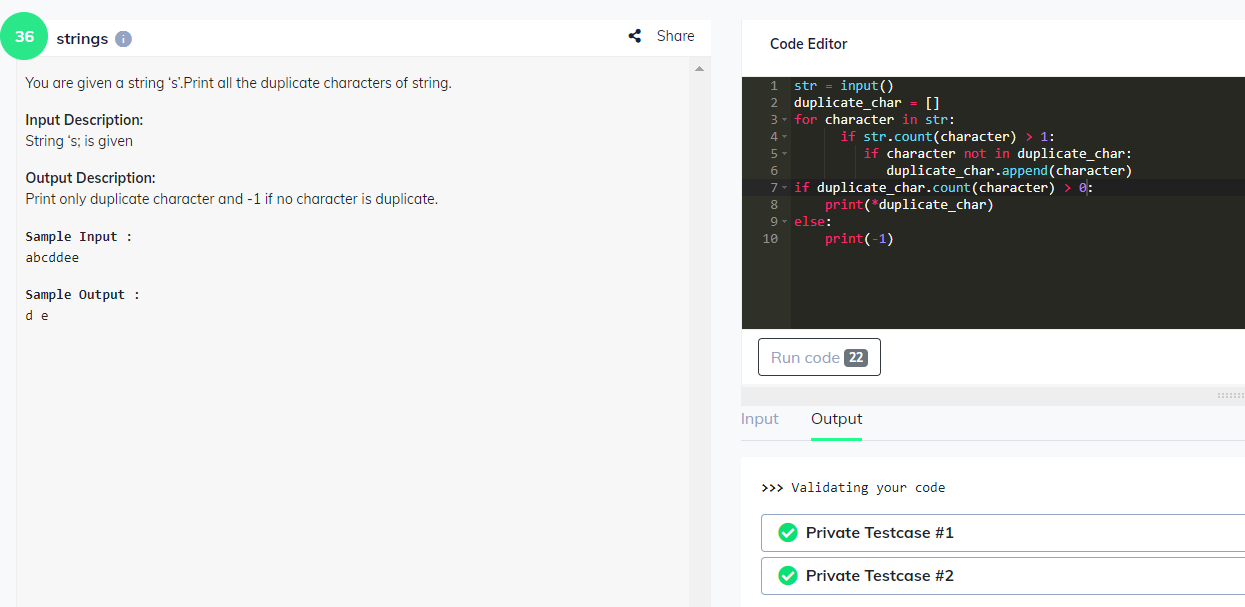 36 strings i Share
You are given a string ‘s’.Print all the duplicate characters of string.
Input Description:
String ‘s; is given
Output Description:
Print only duplicate character and -1 if no character is duplicate.
Sample Input :
abcddee
Sample Output :
d e
Code Editor
1 str = input()
2 duplicate_char = []
3 for character in str:
4 if str.count(character) > 1:
5 if character not in duplicate_char:
6 duplicate_char.append(character)
7 if duplicate_char.count(character) > 0:
8 print(*duplicate_char)
9 else:
10 print(-1)
Run code 22
Input Output
>>> Validating your code
Private Testcase #1
Private Testcase #2